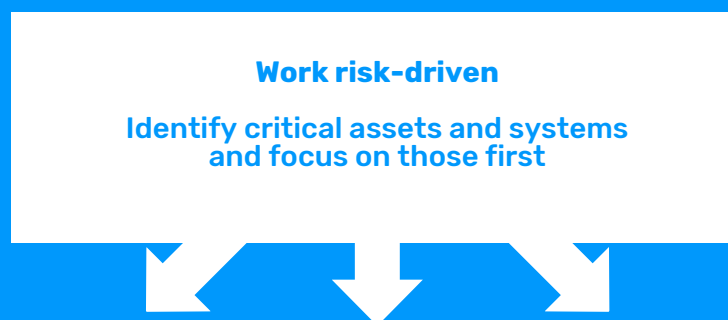 Work risk-driven
Identify critical assets and systems
and focus on those first